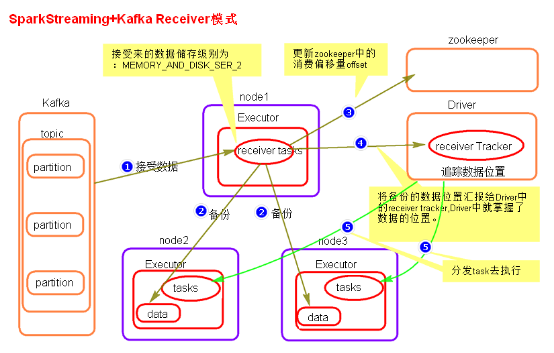 SparkStreaming+Kafka Receiver模式
接受来的数据储存级别为
：MEMORY_AND_DISK_SER_2
更新zookeeper中的
消费偏移量offset
zookeeper
Kafka
topic
partition
partition
partition
node1
Executor
receiver tasks
Driver
receiver Tracker
追踪数据位置
1 接受数据
3
4
2 备份
2 备份
将备份的数据位置汇报给Driver中
的receiver tracker,Driver中就掌握了
数据的位置。
5
5
分发task去执行
node2
Executor
tasks
data
node3
Executor
tasks
data